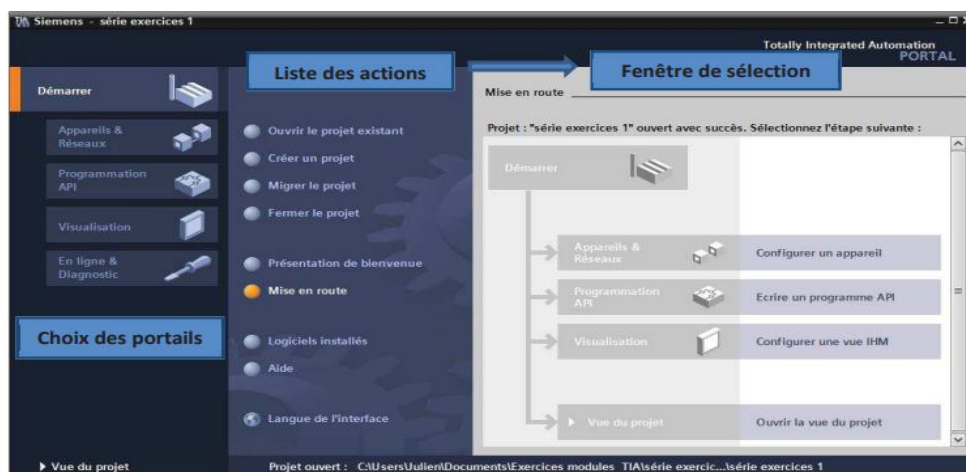 Siemens - série exercices 1
Totally Integrated Automation
PORTAL
Liste des actions
Fenêtre de sélection
Démarrer
Appareils &
Réseaux
Programmation
API
Visualisation
En ligne &
Diagnostic
Choix des portails
Vue du projet
Ouvrir le projet existant
Créer un projet
Migrer le projet
Fermer le projet
Présentation de bienvenue
Mise en route
Logiciels installés
Aide
Langue de l'interface
Mise en route
Projet : "série exercices 1" ouvert avec succès. Sélectionnez l'étape suivante :
Démarrer
Appareils &
Réseaux
Configurer un appareil
Programmation
API
Ecrire un programme API
Visualisation
Configurer une vue IHM
Vue du projet
Ouvrir la vue du projet
Projet ouvert : C:\Users\Julien\Documents\Exercices modules TIA\série exercic...\série exercices 1